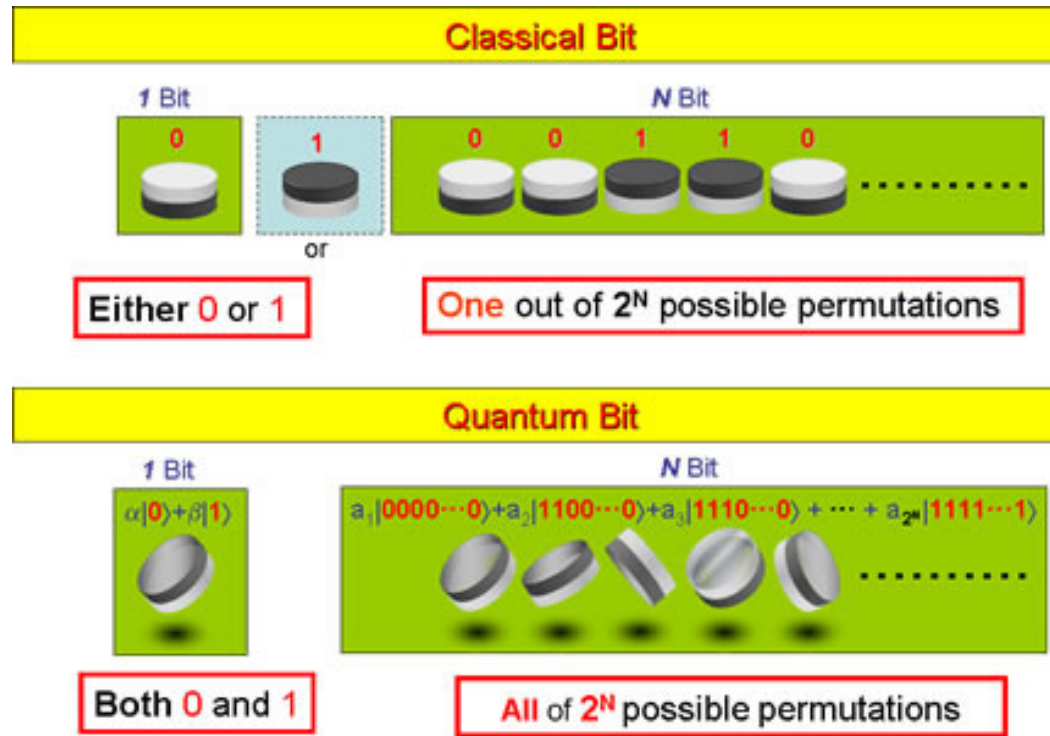 Classical Bit
1 Bit
N Bit
0
1
0 0 1 1 0
..........
or
Either 0 or 1
One out of 2ᴺ possible permutations
Quantum Bit
1 Bit
N Bit
α|0⟩+β|1⟩
a₁|0000⋯0⟩+a₂|1100⋯0⟩+a₃|1110⋯0⟩ + ⋯ + a_2ᴺ|1111⋯1⟩
..........
Both 0 and 1
All of 2ᴺ possible permutations